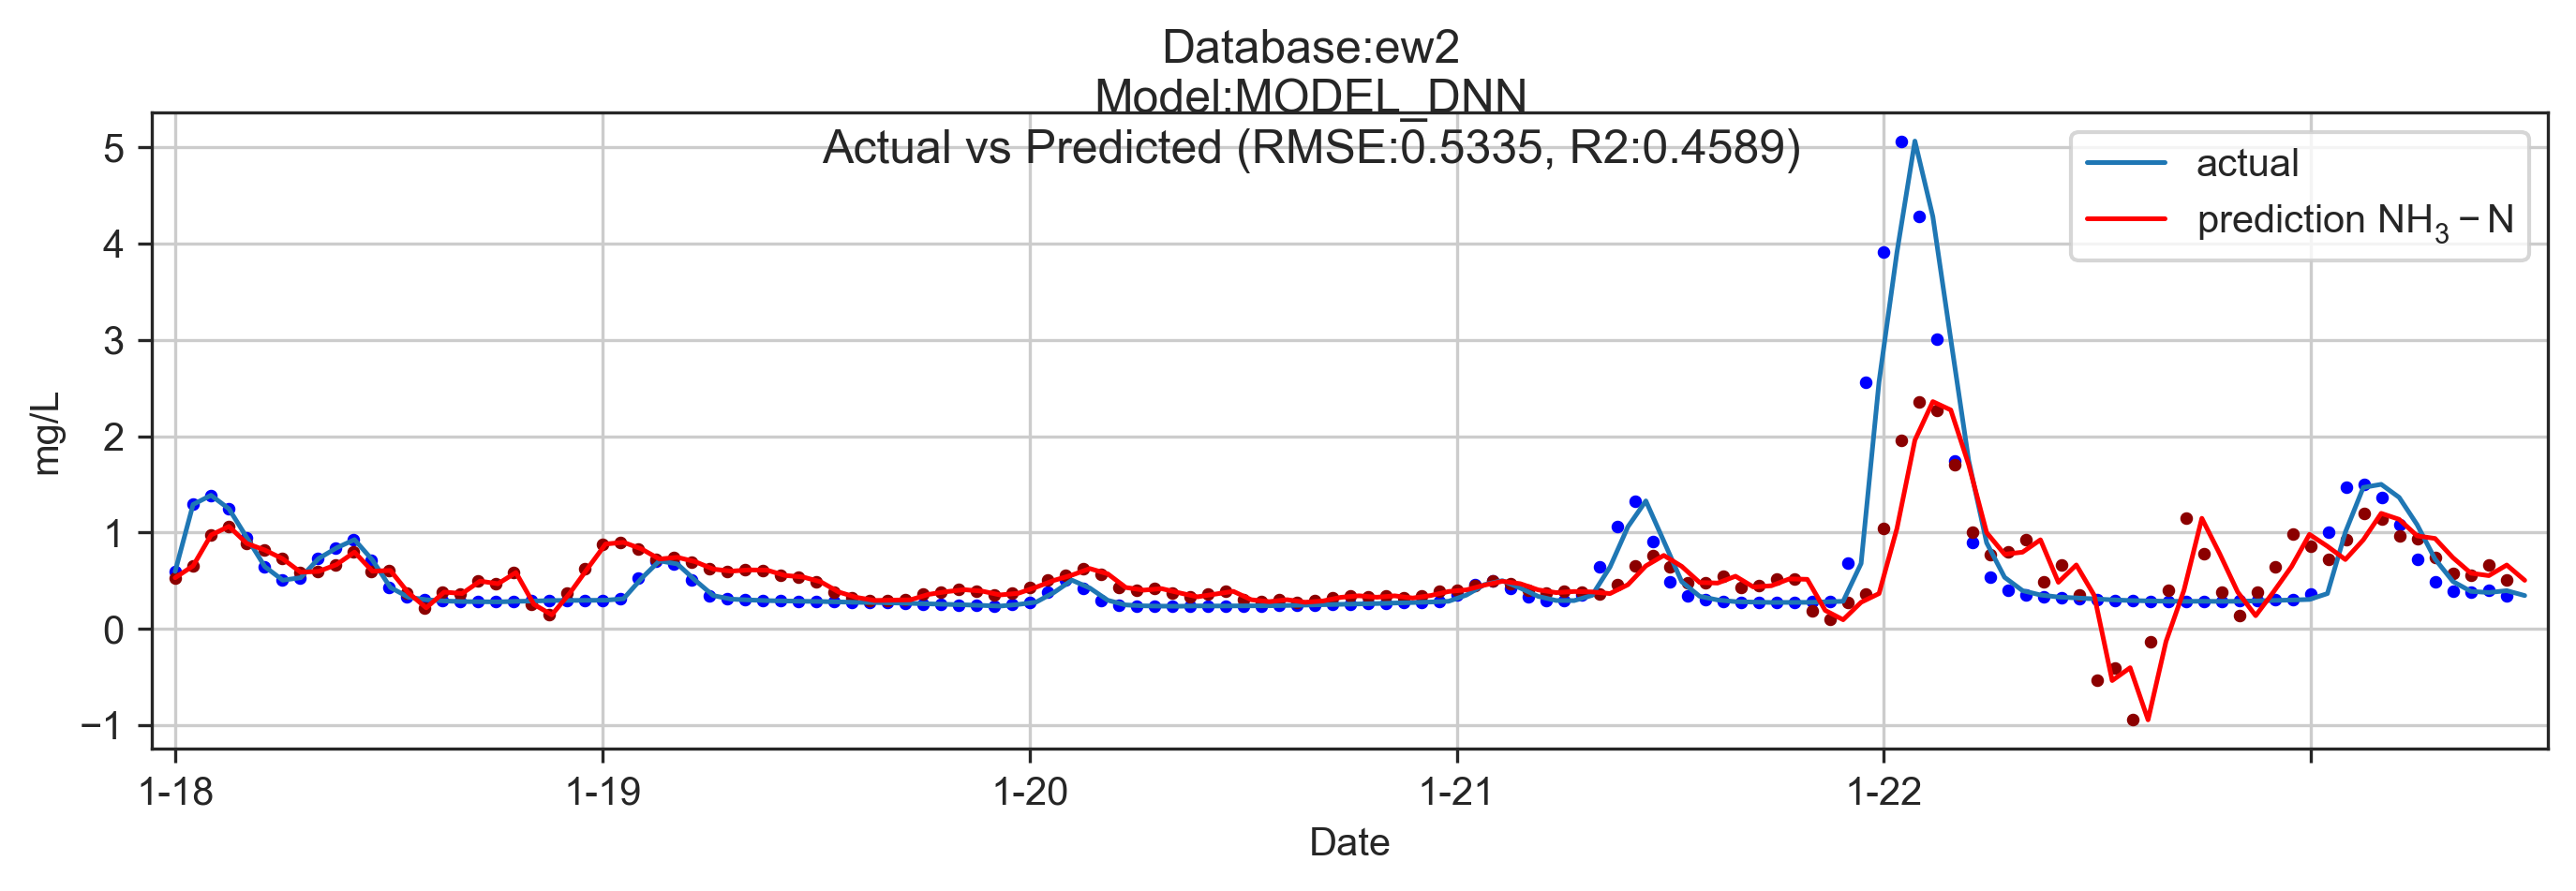 Database:ew2
Model:MODEL_DNN
Actual vs Predicted (RMSE:0.5335, R2:0.4589)
actual
prediction NH₃ − N
mg/L
5
4
3
2
1
0
−1
1-18
1-19
1-20
1-21
1-22
Date